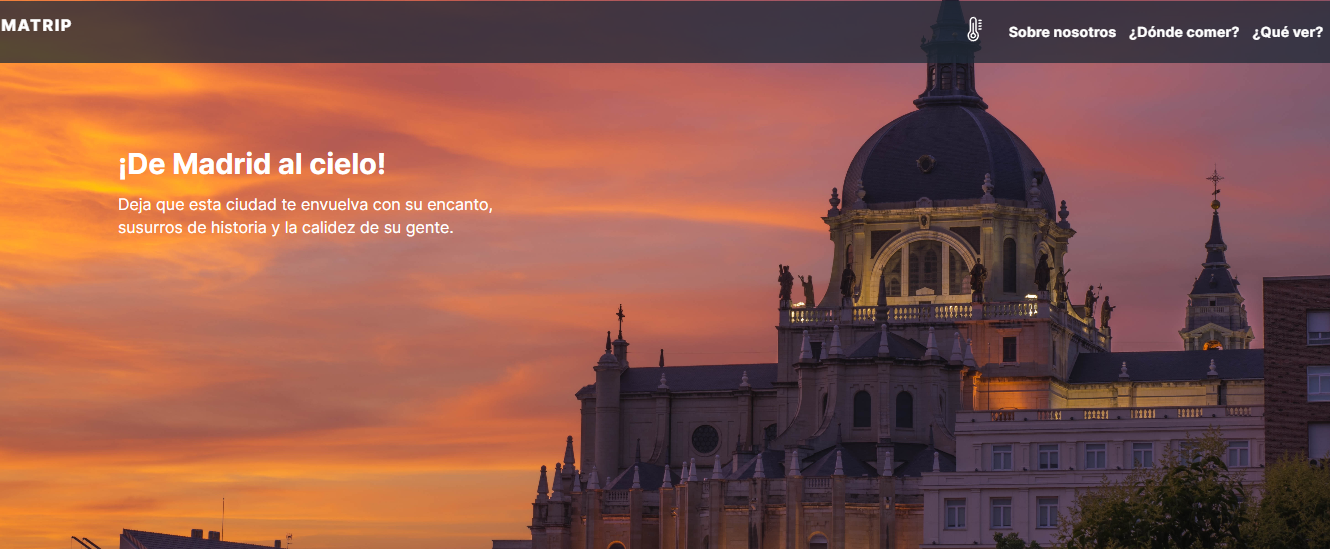 MATRIP
Sobre nosotros ¿Dónde comer? ¿Qué ver?
¡De Madrid al cielo!
Deja que esta ciudad te envuelva con su encanto,
susurros de historia y la calidez de su gente.